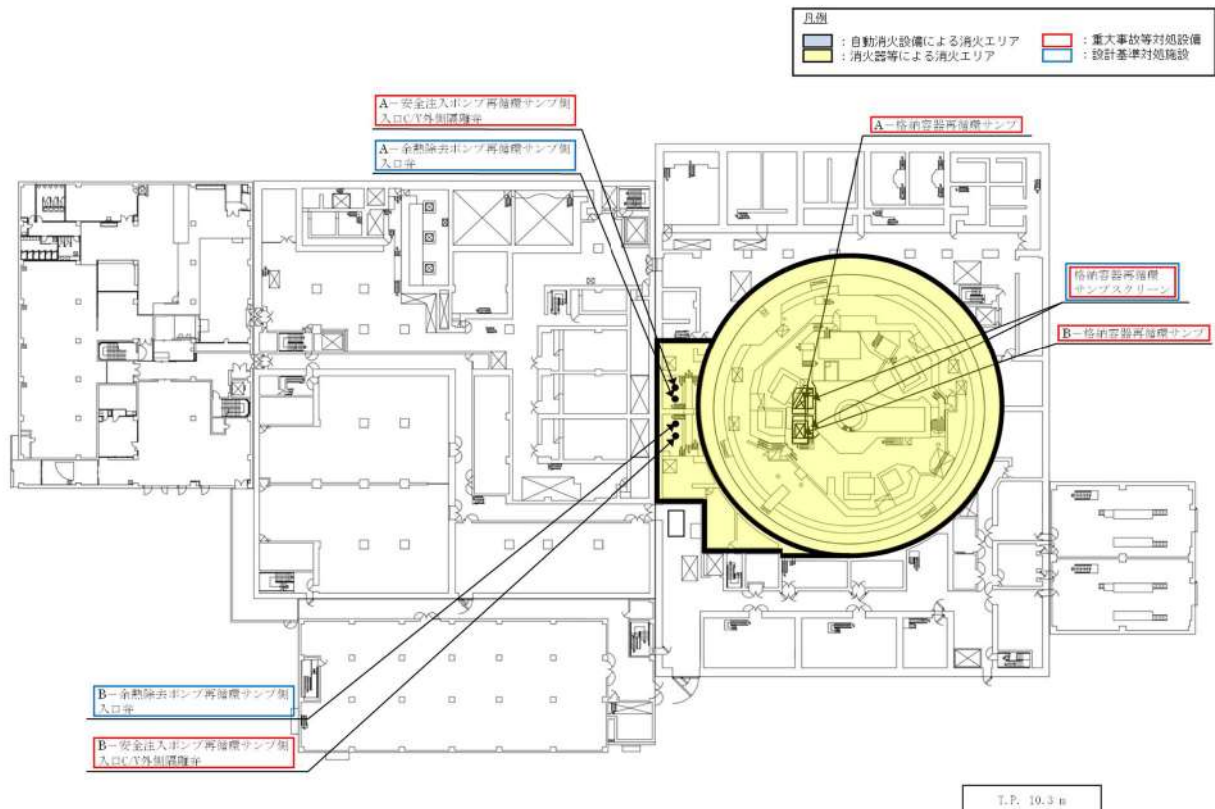 凡例
：自動消火設備による消火エリア
：重大事故等対処設備
：消火器等による消火エリア
：設計基準対処施設
A－安全注入ポンプ再循環サンプ側
入口C/V外側隔離弁
A－格納容器再循環サンプ
A－余熱除去ポンプ再循環サンプ側
入口弁
格納容器再循環
サンプスクリーン
B－格納容器再循環サンプ
B－余熱除去ポンプ再循環サンプ側
入口弁
B－安全注入ポンプ再循環サンプ側
入口C/V外側隔離弁
T.P. 10.3 m